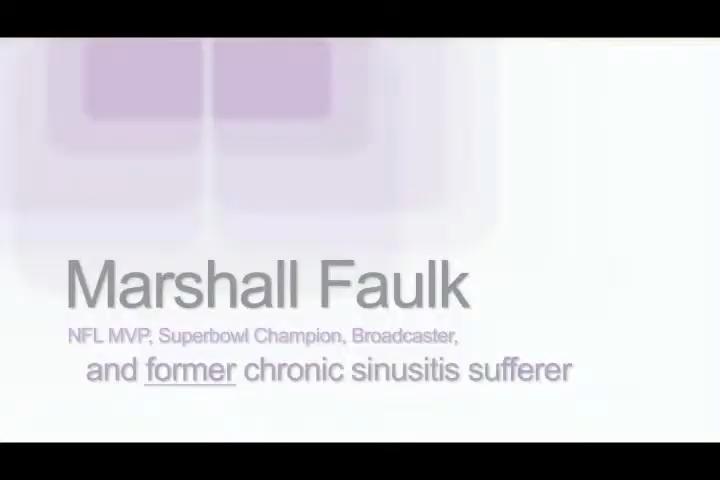 Marshall Faulk
NFL MVP, Superbowl Champion, Broadcaster,
and former chronic sinusitis sufferer